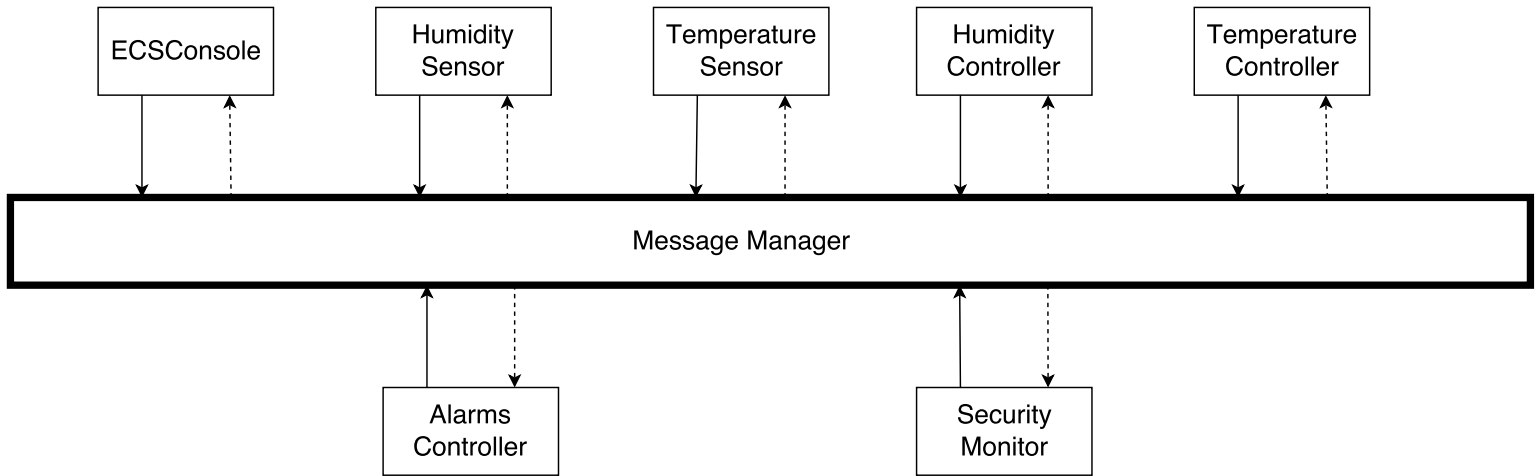 ECSConsole
Humidity
Sensor
Temperature
Sensor
Humidity
Controller
Temperature
Controller
Message Manager
Alarms
Controller
Security
Monitor